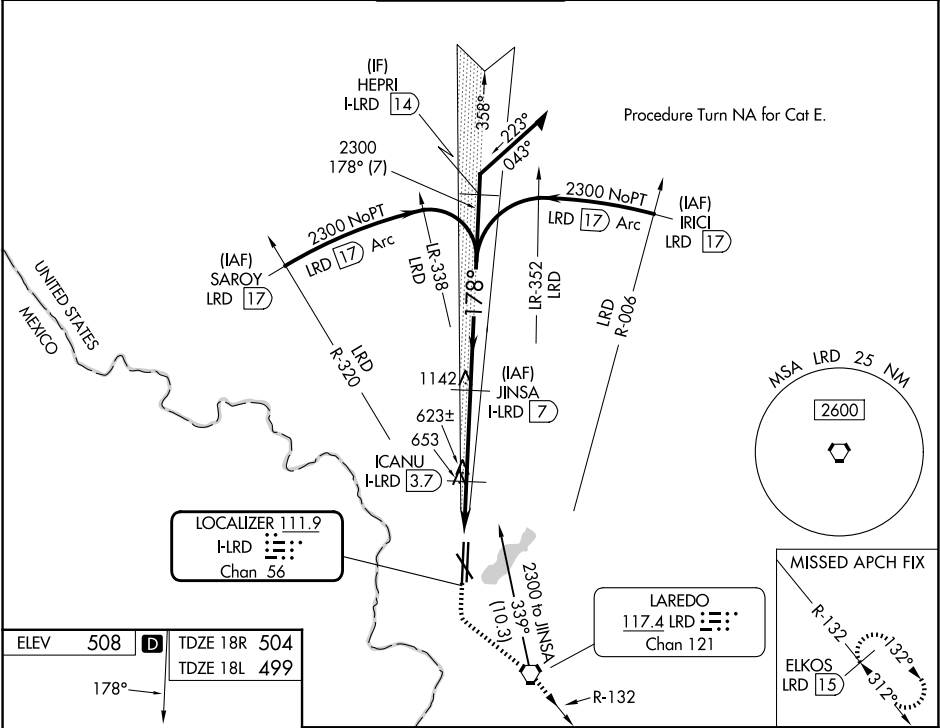 (IF)
HEPRI
I-LRD 14
358°
223°
043°
Procedure Turn NA for Cat E.
2300
178° (7)
2300 NoPT
LRD 17 Arc
(IAF)
SAROY
LRD 17
LR-338
LRD
178°
LR-352
LRD
2300 NoPT
LRD 17 Arc
(IAF)
IRICI
LRD 17
LRD
R-006
UNITED STATES
MEXICO
LRD
R-320
1142
(IAF)
JINSA
I-LRD 7
623±
653
ICANU
I-LRD 3.7
MSA LRD 25 NM
2600
LOCALIZER 111.9
I-LRD
Chan 56
2300 to JINSA
339°
(10.3)
LAREDO
117.4 LRD
Chan 121
R-132
MISSED APCH FIX
R-132
132°
312°
ELKOS
LRD 15
ELEV 508 D
TDZE 18R 504
TDZE 18L 499
178°